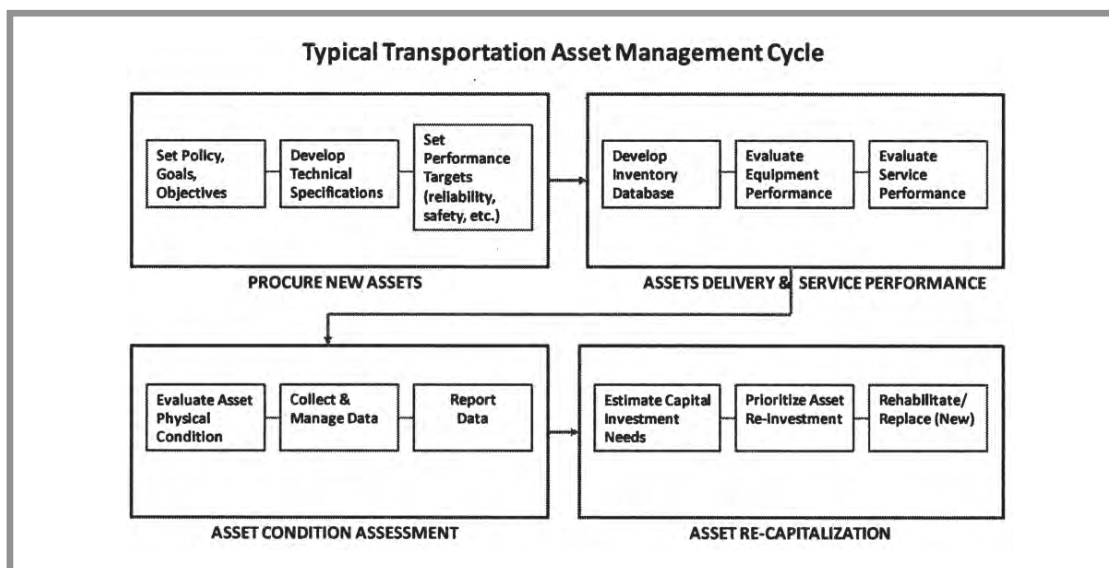 Typical Transportation Asset Management Cycle
Set Policy,
Goals,
Objectives
Develop
Technical
Specifications
Set
Performance
Targets
(reliability,
safety, etc.)
PROCURE NEW ASSETS
Develop
Inventory
Database
Evaluate
Equipment
Performance
Evaluate
Service
Performance
ASSETS DELIVERY & SERVICE PERFORMANCE
Evaluate Asset
Physical
Condition
Collect &
Manage Data
Report
Data
ASSET CONDITION ASSESSMENT
Estimate Capital
Investment
Needs
Prioritize Asset
Re-investment
Rehabilitate/
Replace (New)
ASSET RE-CAPITALIZATION